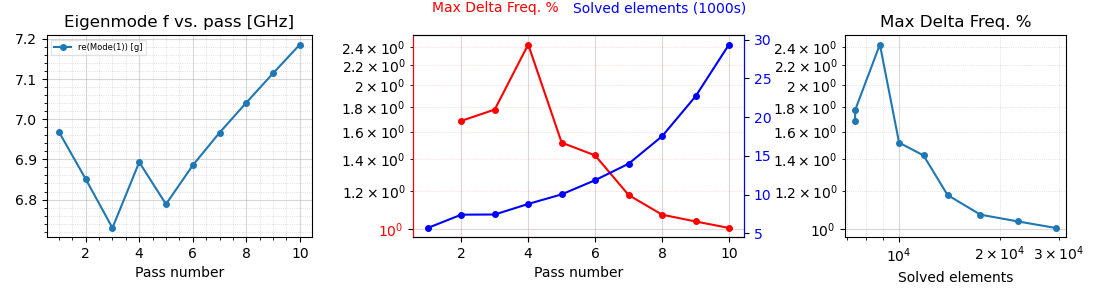 Eigenmode f vs. pass [GHz]
re(Mode(1)) [g]
7.2
7.1
7.0
6.9
6.8
2 4 6 8 10
Pass number
Max Delta Freq. % Solved elements (1000s)
2.4 × 10⁰
2.2 × 10⁰
2 × 10⁰
1.8 × 10⁰
1.6 × 10⁰
1.4 × 10⁰
1.2 × 10⁰
10⁰
30
25
20
15
10
5
2 4 6 8 10
Pass number
Max Delta Freq. %
2.4 × 10⁰
2.2 × 10⁰
2 × 10⁰
1.8 × 10⁰
1.6 × 10⁰
1.4 × 10⁰
1.2 × 10⁰
10⁰
10⁴ 2 × 10⁴ 3 × 10⁴
Solved elements